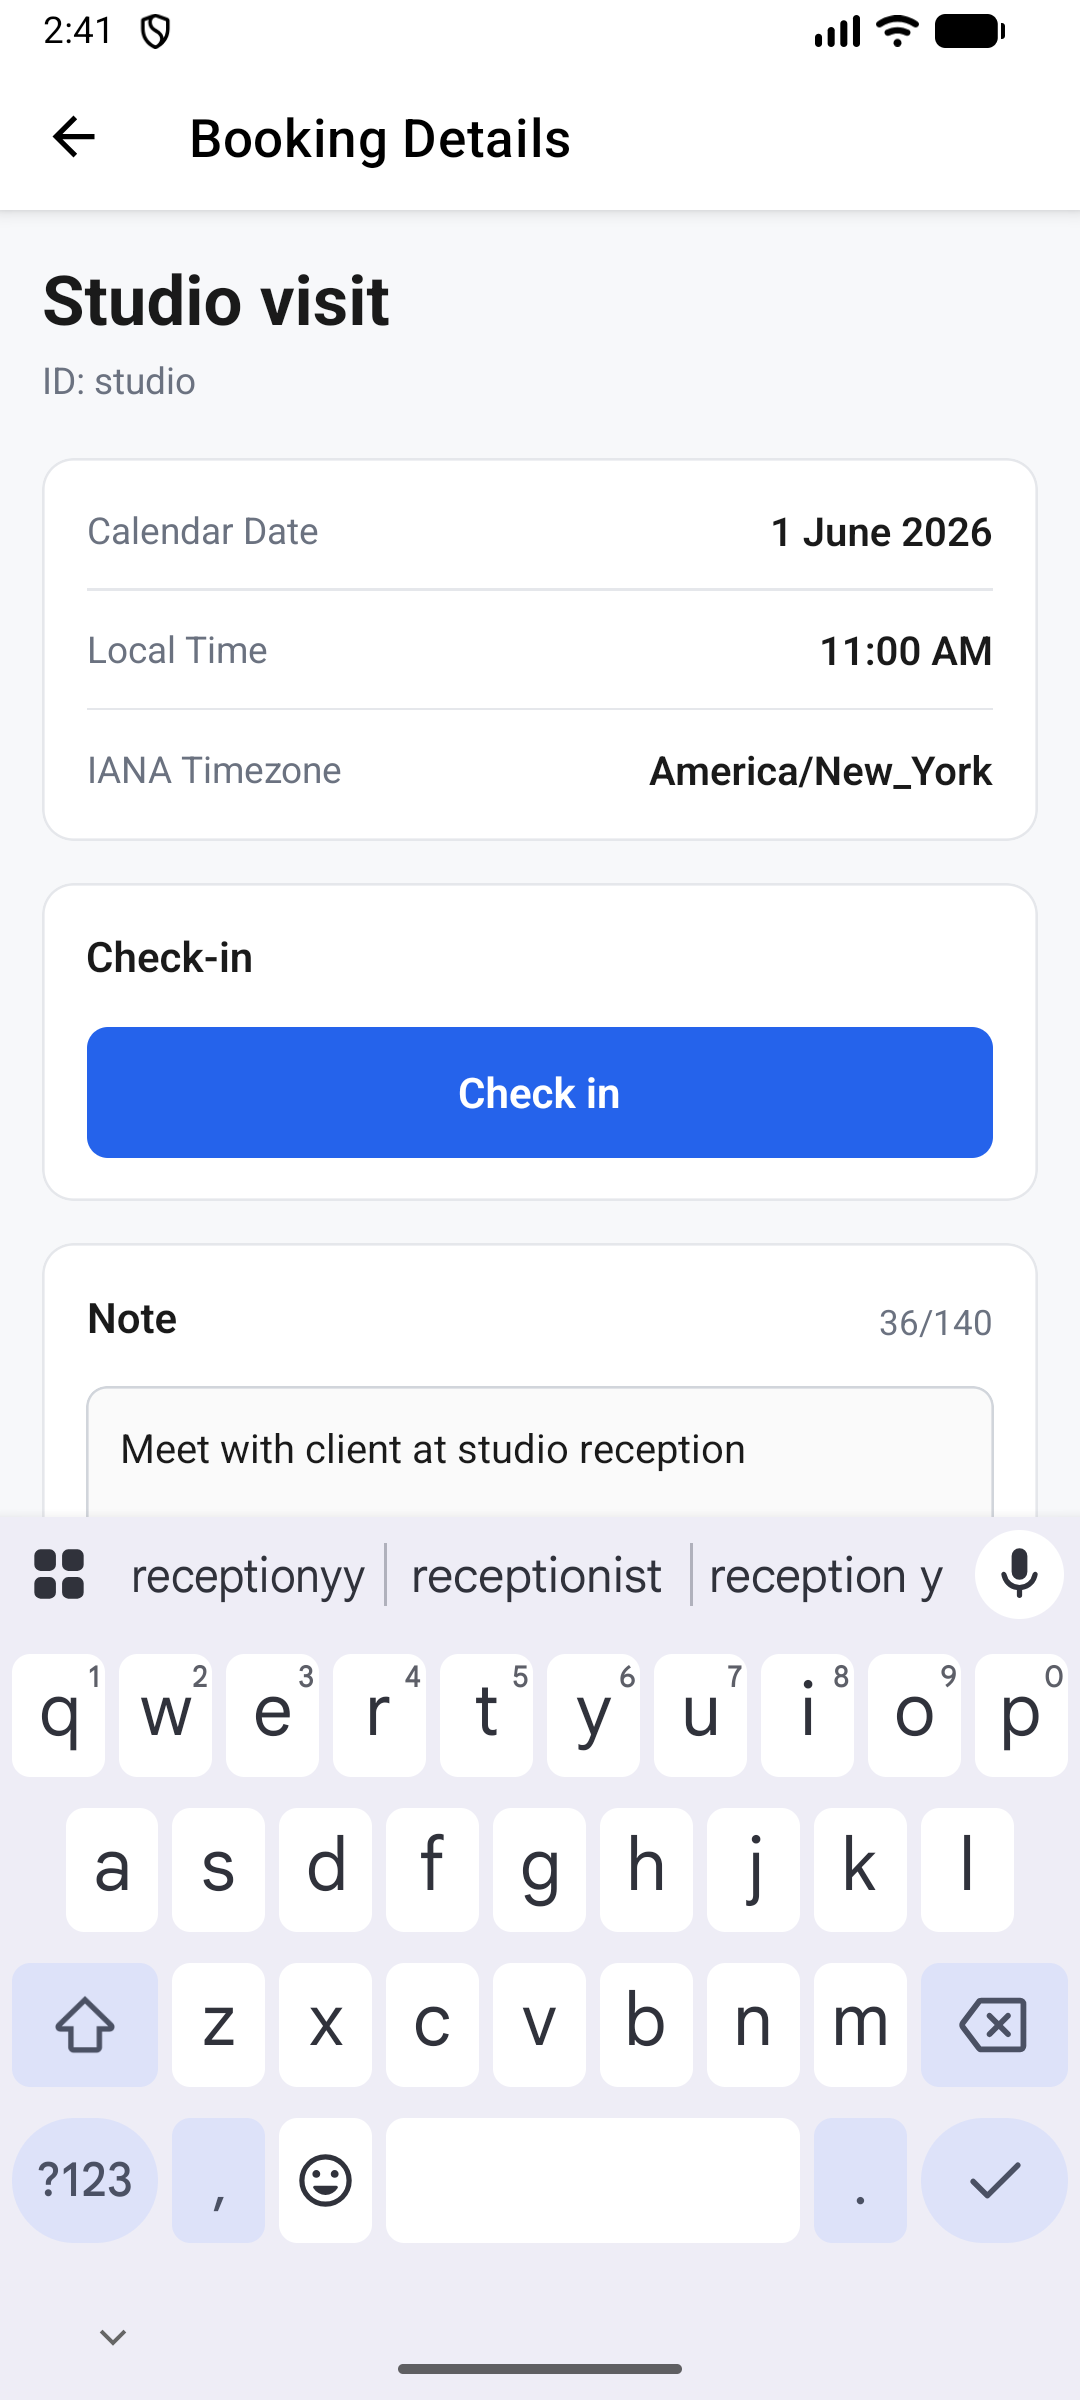 2:41
Booking Details
Studio visit
ID: studio
Calendar Date 1 June 2026
Local Time 11:00 AM
IANA Timezone America/New_York
Check-in
Check in
Note 36/140
Meet with client at studio reception
receptionyy receptionist reception y
q 1 w 2 e 3 r 4 t 5 y 6 u 7 i 8 o 9 p 0
a s d f g h j k l
z x c v b n m
?123 , .